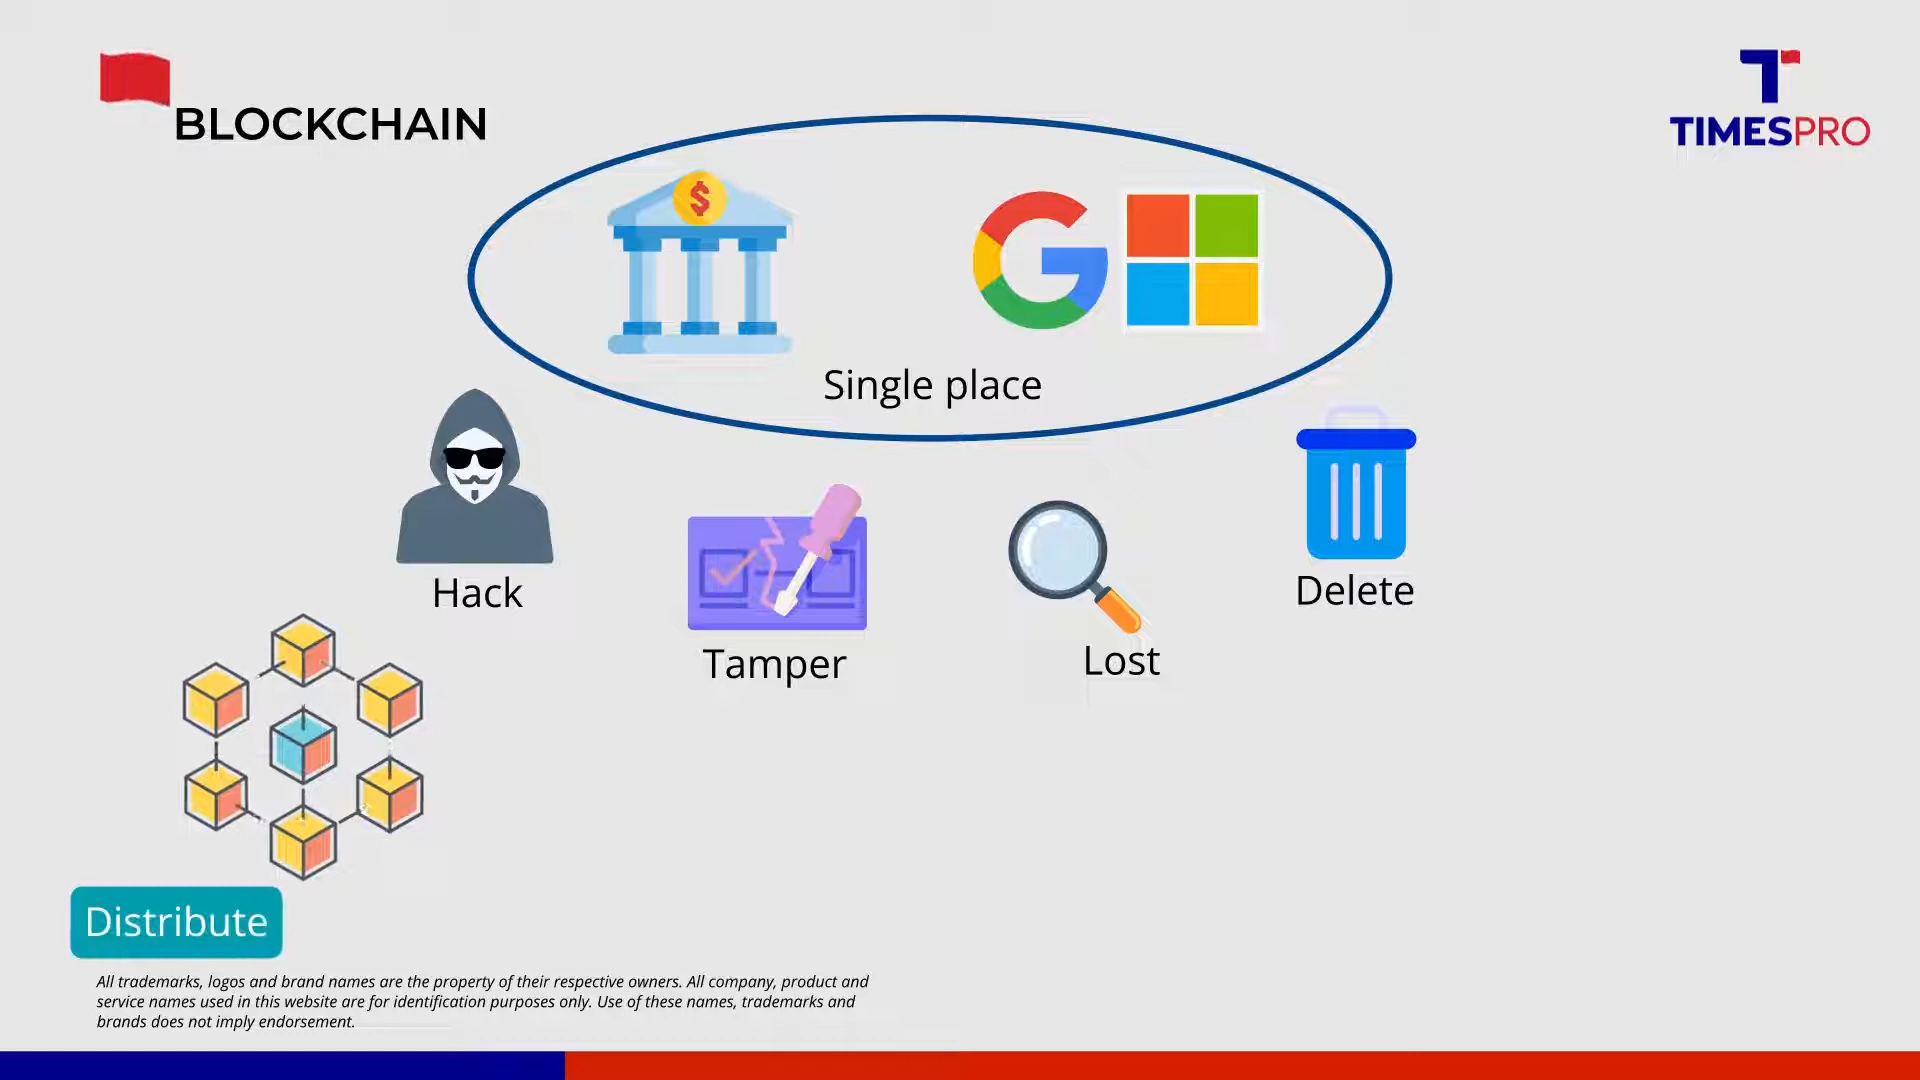 BLOCKCHAIN
TIMESPRO
Single place
Hack
Tamper
Lost
Delete
Distribute
All trademarks, logos and brand names are the property of their respective owners. All company, product and
service names used in this website are for identification purposes only. Use of these names, trademarks and
brands does not imply endorsement.